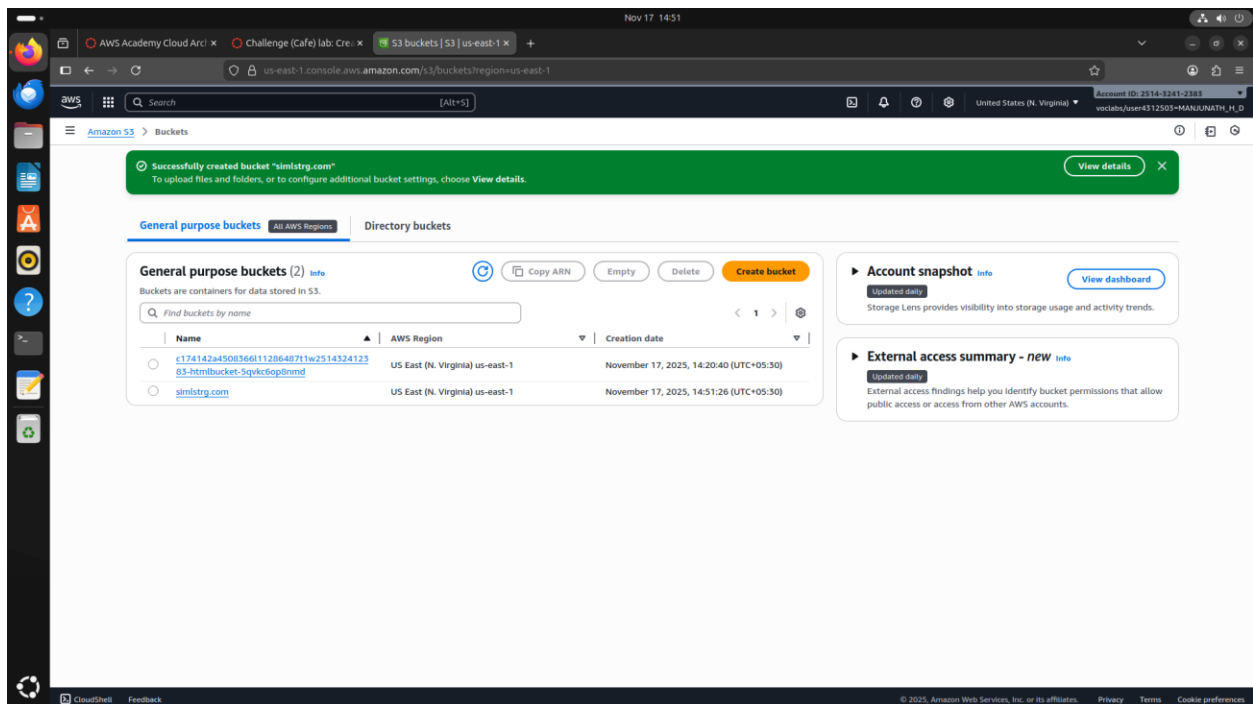 Nov 17 14:51
AWS Academy Cloud Arcl ×
Challenge (Cafe) lab: Crea ×
S3 buckets | S3 | us-east-1 ×
us-east-1.console.aws.amazon.com/s3/buckets?region=us-east-1
aws
Search [Alt+S]
United States (N. Virginia)
Account ID: 2514-3241-2383
voclabs/user4312503=MANJUNATH_H_D
Amazon S3 > Buckets
Successfully created bucket "simlstrg.com"
To upload files and folders, or to configure additional bucket settings, choose View details.
View details
General purpose buckets All AWS Regions
Directory buckets
General purpose buckets (2) Info
Copy ARN
Empty
Delete
Create bucket
Buckets are containers for data stored in S3.
Find buckets by name
1
Name AWS Region Creation date
c174142a4508366l11286487t1w2514324123
83-htmlbucket-5qvkc6op8nmd
US East (N. Virginia) us-east-1
November 17, 2025, 14:20:40 (UTC+05:30)
simlstrg.com
US East (N. Virginia) us-east-1
November 17, 2025, 14:51:26 (UTC+05:30)
Account snapshot Info
View dashboard
Updated daily
Storage Lens provides visibility into storage usage and activity trends.
External access summary - new Info
Updated daily
External access findings help you identify bucket permissions that allow
public access or access from other AWS accounts.
CloudShell Feedback
© 2025, Amazon Web Services, Inc. or its affiliates. Privacy Terms Cookie preferences